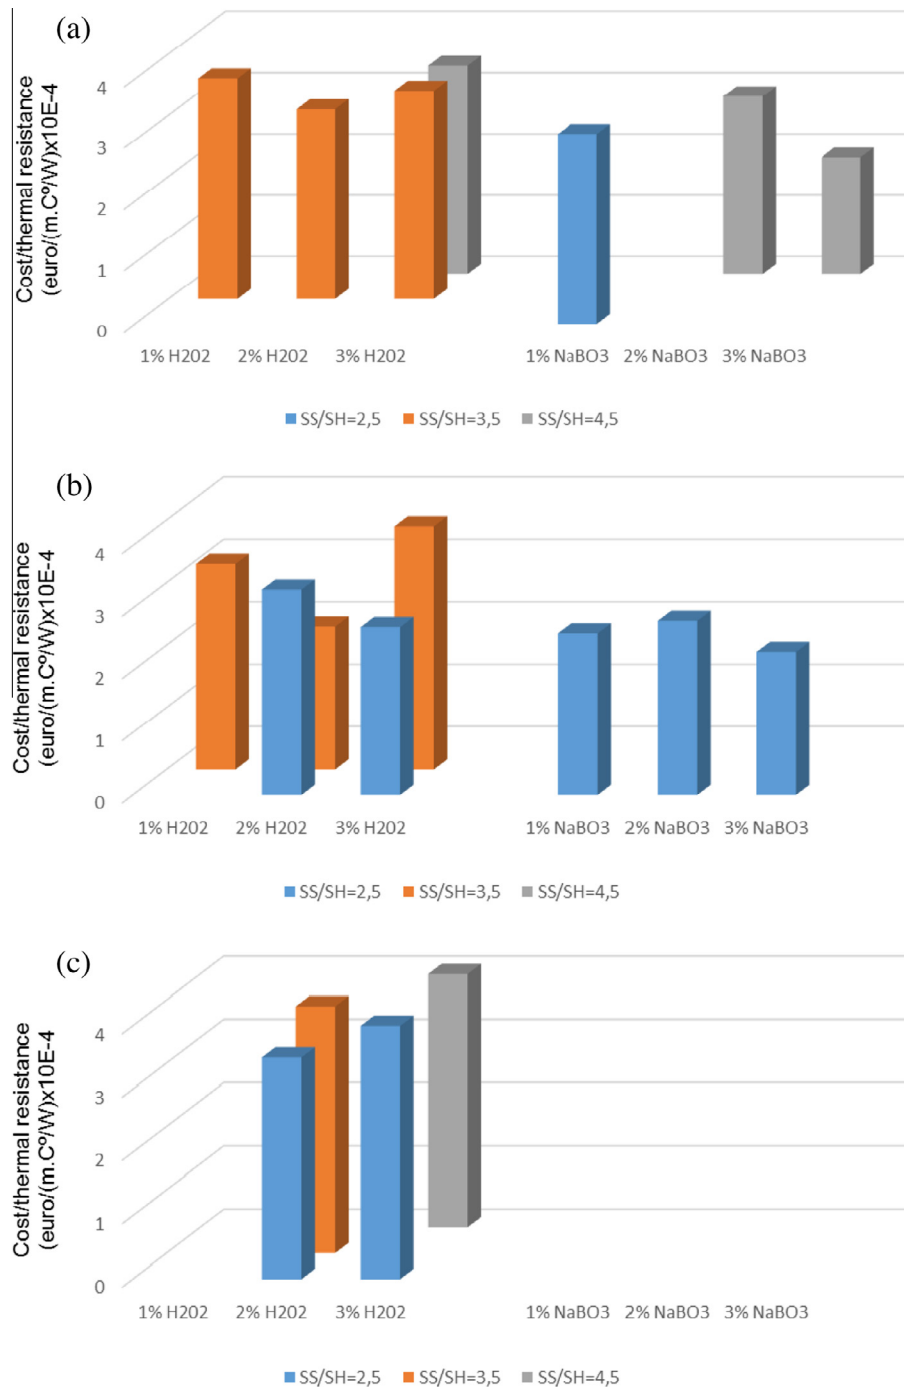 (a)
Cost/thermal resistance
(euro/(m.Cº/W)x10E-4
4
3
2
1
0
1% H2O2 2% H2O2 3% H2O2 1% NaBO3 2% NaBO3 3% NaBO3
SS/SH=2,5 SS/SH=3,5 SS/SH=4,5
(b)
Cost/thermal resistance
(euro/(m.Cº/W)x10E-4
4
3
2
1
0
1% H2O2 2% H2O2 3% H2O2 1% NaBO3 2% NaBO3 3% NaBO3
SS/SH=2,5 SS/SH=3,5 SS/SH=4,5
(c)
Cost/thermal resistance
(euro/(m.Cº/W)x10E-4
4
3
2
1
0
1% H2O2 2% H2O2 3% H2O2 1% NaBO3 2% NaBO3 3% NaBO3
SS/SH=2,5 SS/SH=3,5 SS/SH=4,5